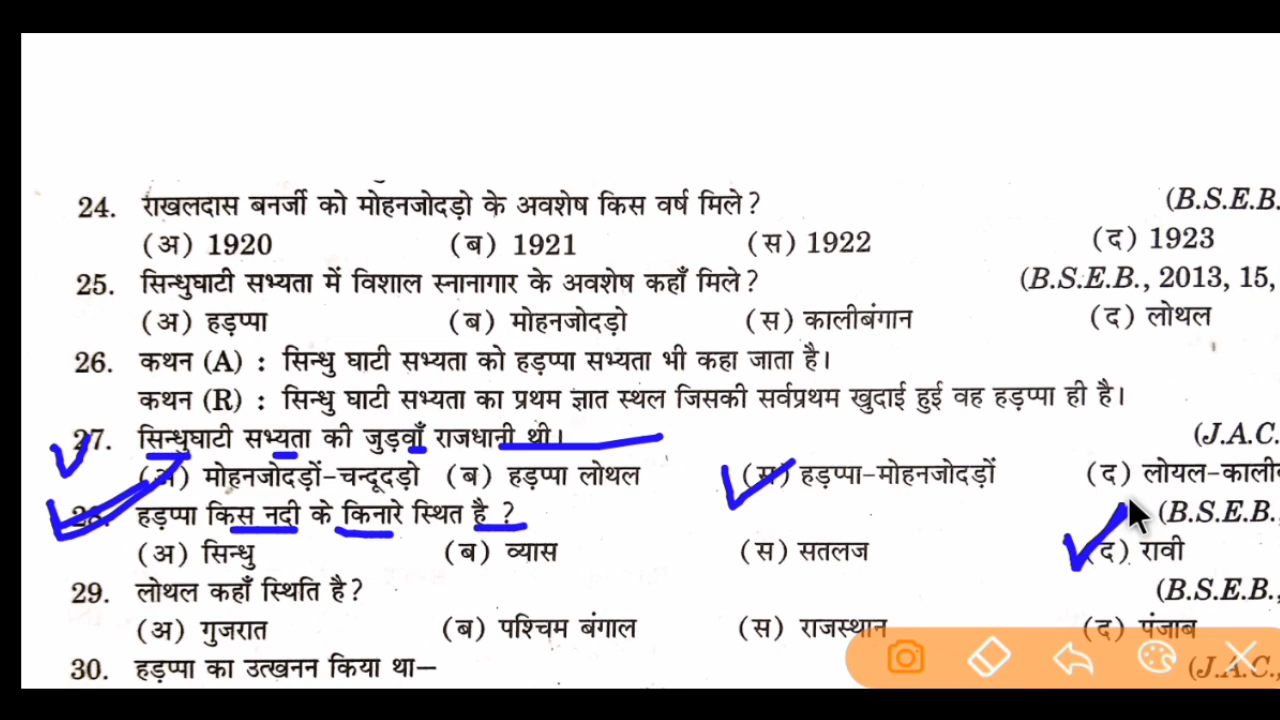 24. राखलदास बनर्जी को मोहनजोदड़ो के अवशेष किस वर्ष मिले? (B.S.E.B.
(अ) 1920 (ब) 1921 (स) 1922 (द) 1923
25. सिन्धुघाटी सभ्यता में विशाल स्नानागार के अवशेष कहाँ मिले? (B.S.E.B., 2013, 15,
(अ) हड़प्पा (ब) मोहनजोदड़ो (स) कालीबंगान (द) लोथल
26. कथन (A) : सिन्धु घाटी सभ्यता को हड़प्पा सभ्यता भी कहा जाता है।
कथन (R) : सिन्धु घाटी सभ्यता का प्रथम ज्ञात स्थल जिसकी सर्वप्रथम खुदाई हुई वह हड़प्पा ही है।
27. सिन्धुघाटी सभ्यता की जुड़वाँ राजधानी थी। (J.A.C.
(अ) मोहनजोदड़ों-चन्दूदड़ो (ब) हड़प्पा लोथल (स) हड़प्पा-मोहनजोदड़ों (द) लोयल-काली
28. हड़प्पा किस नदी के किनारे स्थित है ? (B.S.E.B.
(अ) सिन्धु (ब) व्यास (स) सतलज (द) रावी
29. लोथल कहाँ स्थिति है? (B.S.E.B.,
(अ) गुजरात (ब) पश्चिम बंगाल (स) राजस्थान (द) पंजाब
30. हड़प्पा का उत्खनन किया था– (J.A.C.,